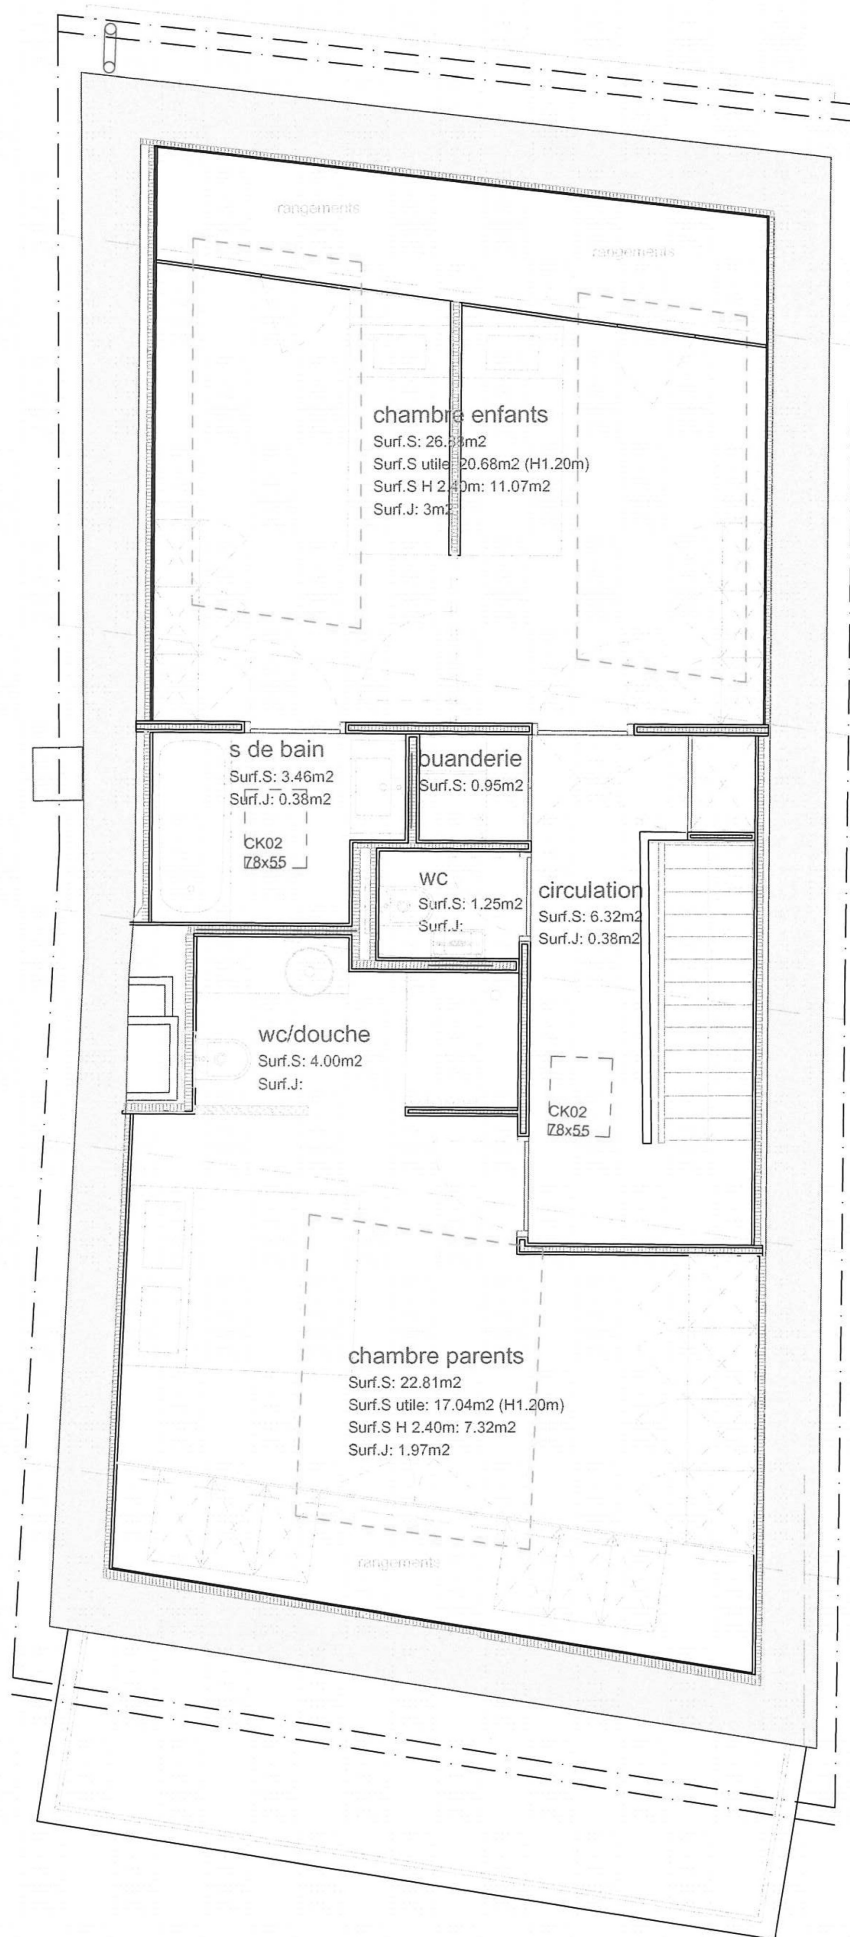 rangements
rangements
chambre enfants
Surf.S: 26. m2
Surf.S utile: 20.68m2 (H1.20m)
Surf.S H 2.40m: 11.07m2
Surf.J: 3m2
s de bain
Surf.S: 3.46m2
Surf.J: 0.38m2
CK02
78x55
buanderie
Surf.S: 0.95m2
wc
Surf.S: 1.25m2
Surf.J:
circulation
Surf.S: 6.32m2
Surf.J: 0.38m2
wc/douche
Surf.S: 4.00m2
Surf.J:
CK02
78x55
chambre parents
Surf.S: 22.81m2
Surf.S utile: 17.04m2 (H1.20m)
Surf.S H 2.40m: 7.32m2
Surf.J: 1.97m2
rangements